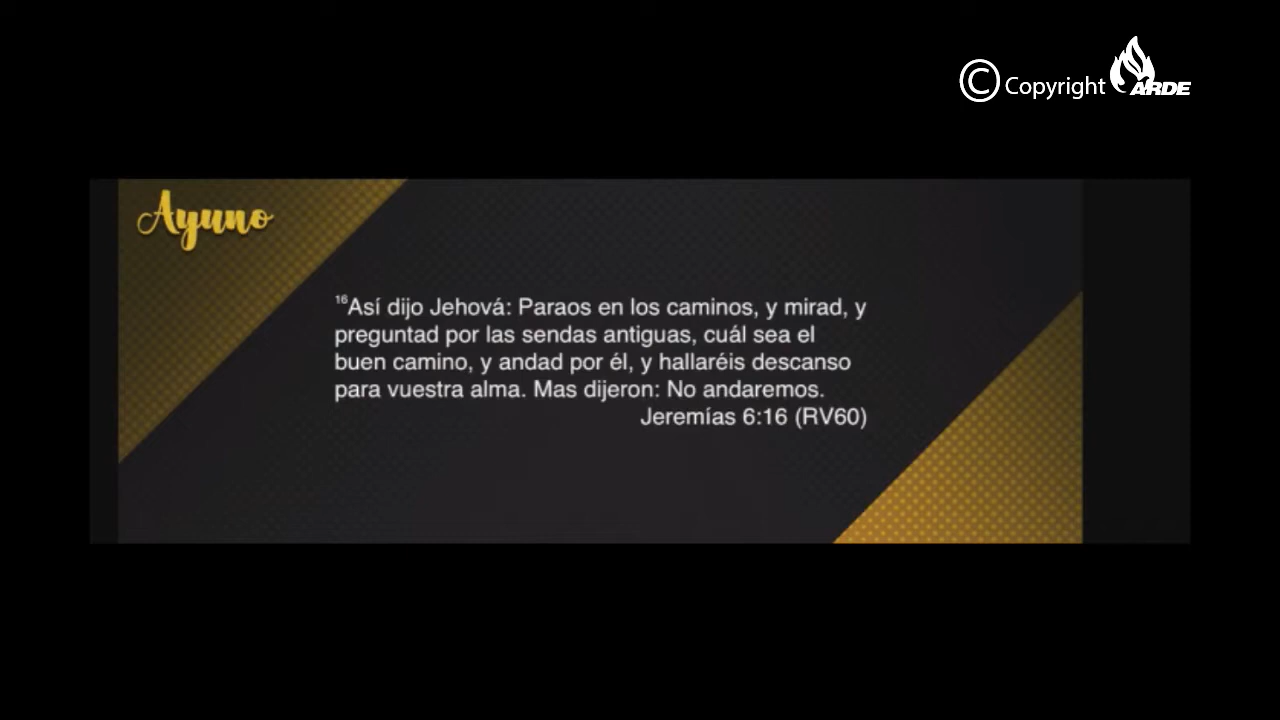 © Copyright ARDE
Ayuno
¹⁶Así dijo Jehová: Paraos en los caminos, y mirad, y
preguntad por las sendas antiguas, cuál sea el
buen camino, y andad por él, y hallaréis descanso
para vuestra alma. Mas dijeron: No andaremos.
Jeremías 6:16 (RV60)